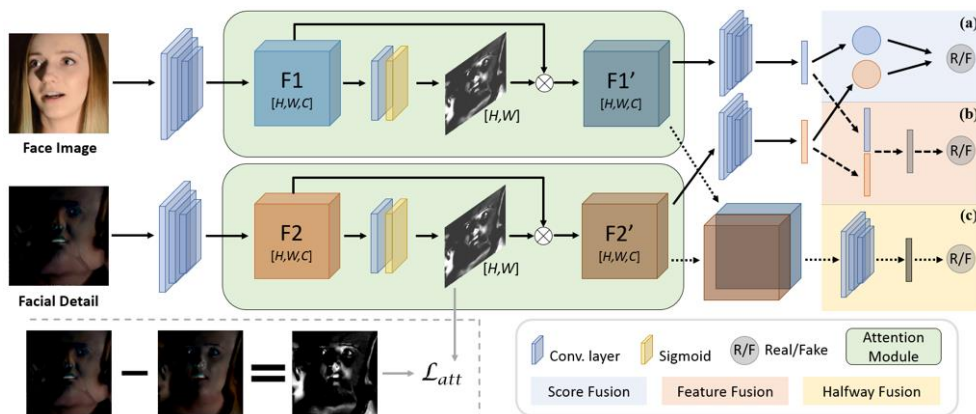 (a)
F1
[H,W,C]
[H,W]
F1’
[H,W,C]
R/F
Face Image
(b)
R/F
F2
[H,W,C]
[H,W]
F2’
[H,W,C]
(c)
R/F
Facial Detail
Conv. layer
Sigmoid
R/F
Real/Fake
Attention
Module
ℒatt
Score Fusion
Feature Fusion
Halfway Fusion